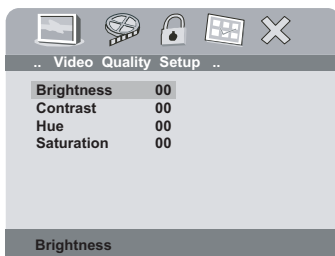 .. Video Quality Setup ..
Brightness 00
Contrast 00
Hue 00
Saturation 00
Brightness